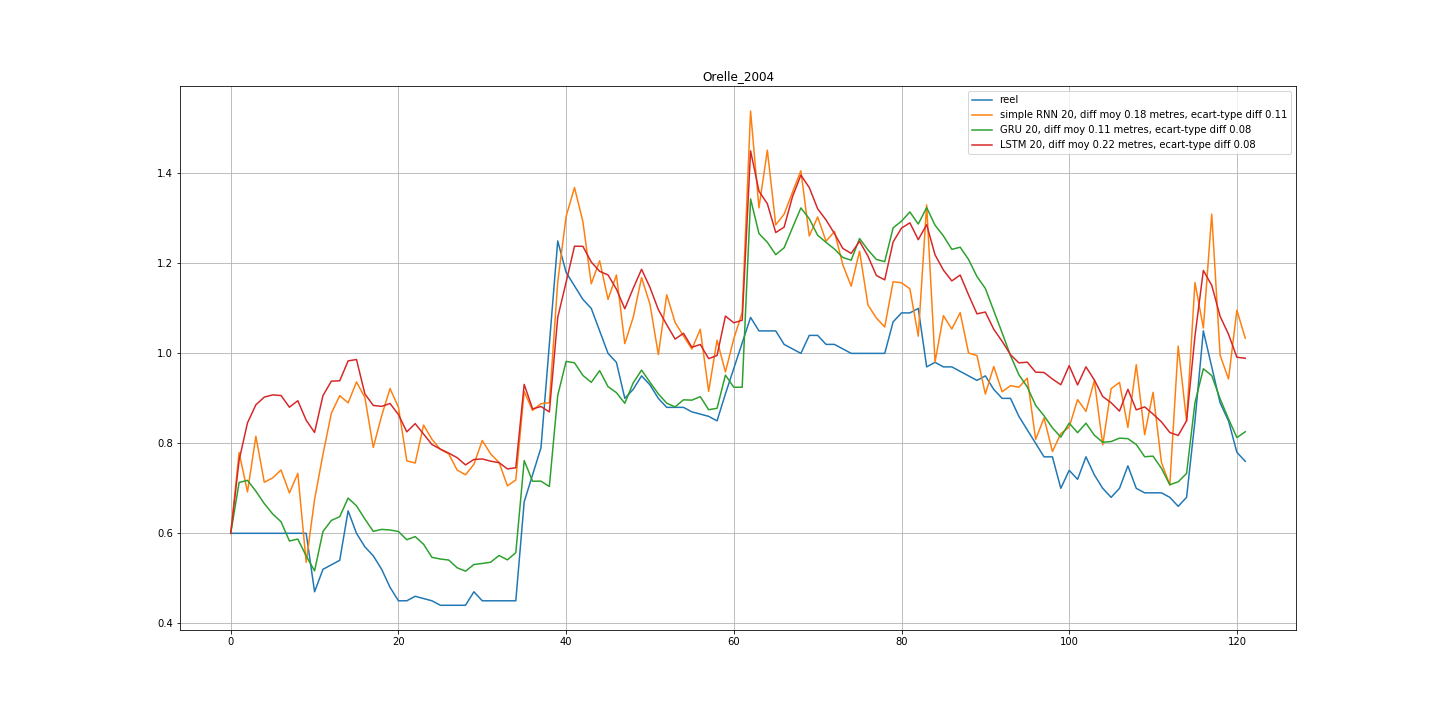 Orelle_2004
reel
simple RNN 20, diff moy 0.18 metres, ecart-type diff 0.11
GRU 20, diff moy 0.11 metres, ecart-type diff 0.08
LSTM 20, diff moy 0.22 metres, ecart-type diff 0.08
1.4
1.2
1.0
0.8
0.6
0.4
0 20 40 60 80 100 120